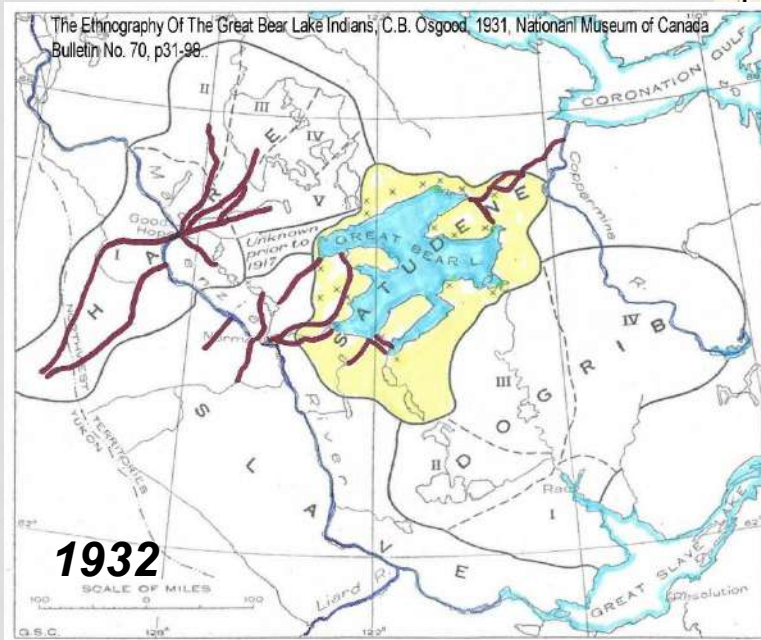 The Ethnography Of The Great Bear Lake Indians, C.B. Osgood, 1931, Nationanl Museum of Canada
Bulletin No. 70, p31-98..
CORONATION GULF
II
III
IV
V
HARE
Good
Hope
Unknown
prior to
1917
Coppermine R.
GREAT BEAR L.
SATUDENE
I
Norman
Mackenzie River
IV
III
DOGRIB
II
Rae
I
NORTHWEST TERRITORIES
YUKON
SLAVE
62°
62°
1932
SCALE OF MILES
100 0 100
Liard R.
GREAT SLAVE LAKE
Resolution
G.S.C.
128°
122°